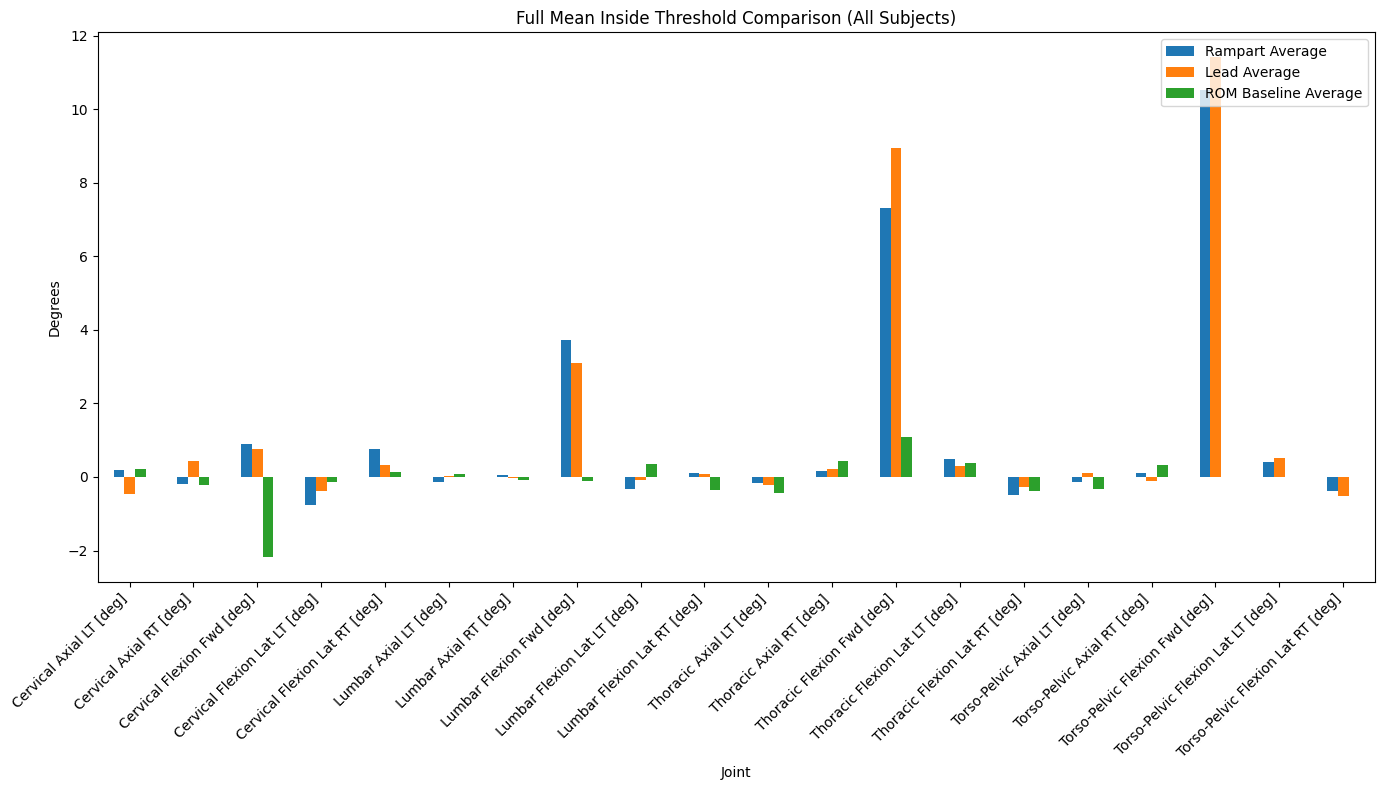 Full Mean Inside Threshold Comparison (All Subjects)
Rampart Average
Lead Average
ROM Baseline Average
Degrees
12
10
8
6
4
2
0
−2
Cervical Axial LT [deg]
Cervical Axial RT [deg]
Cervical Flexion Fwd [deg]
Cervical Flexion Lat LT [deg]
Cervical Flexion Lat RT [deg]
Lumbar Axial LT [deg]
Lumbar Axial RT [deg]
Lumbar Flexion Fwd [deg]
Lumbar Flexion Lat LT [deg]
Lumbar Flexion Lat RT [deg]
Thoracic Axial LT [deg]
Thoracic Axial RT [deg]
Thoracic Flexion Fwd [deg]
Thoracic Flexion Lat LT [deg]
Thoracic Flexion Lat RT [deg]
Torso-Pelvic Axial LT [deg]
Torso-Pelvic Axial RT [deg]
Torso-Pelvic Flexion Fwd [deg]
Torso-Pelvic Flexion Lat LT [deg]
Torso-Pelvic Flexion Lat RT [deg]
Joint